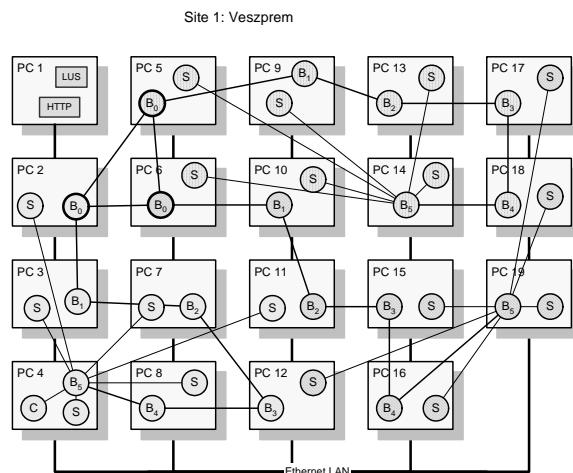 Site 1: Veszprem
PC 1
LUS
HTTP
PC 5
S
B0
PC 9
B1
S
PC 13
S
B2
PC 17
S
B3
PC 2
S
B0
PC 6
S
B0
PC 10
S
B1
PC 14
S
B5
PC 18
S
B4
PC 3
S
B1
PC 7
S
B2
PC 11
S
B2
PC 15
B3
S
PC 19
B5
S
PC 4
B5
C
S
PC 8
S
B4
PC 12
S
B3
PC 16
S
B4
Ethernet LAN